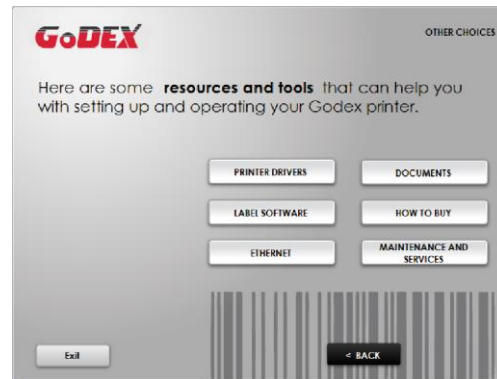 GoDEX
OTHER CHOICES
Here are some resources and tools that can help you
with setting up and operating your Godex printer.
PRINTER DRIVERS
DOCUMENTS
LABEL SOFTWARE
HOW TO BUY
ETHERNET
MAINTENANCE AND
SERVICES
Exit
< BACK